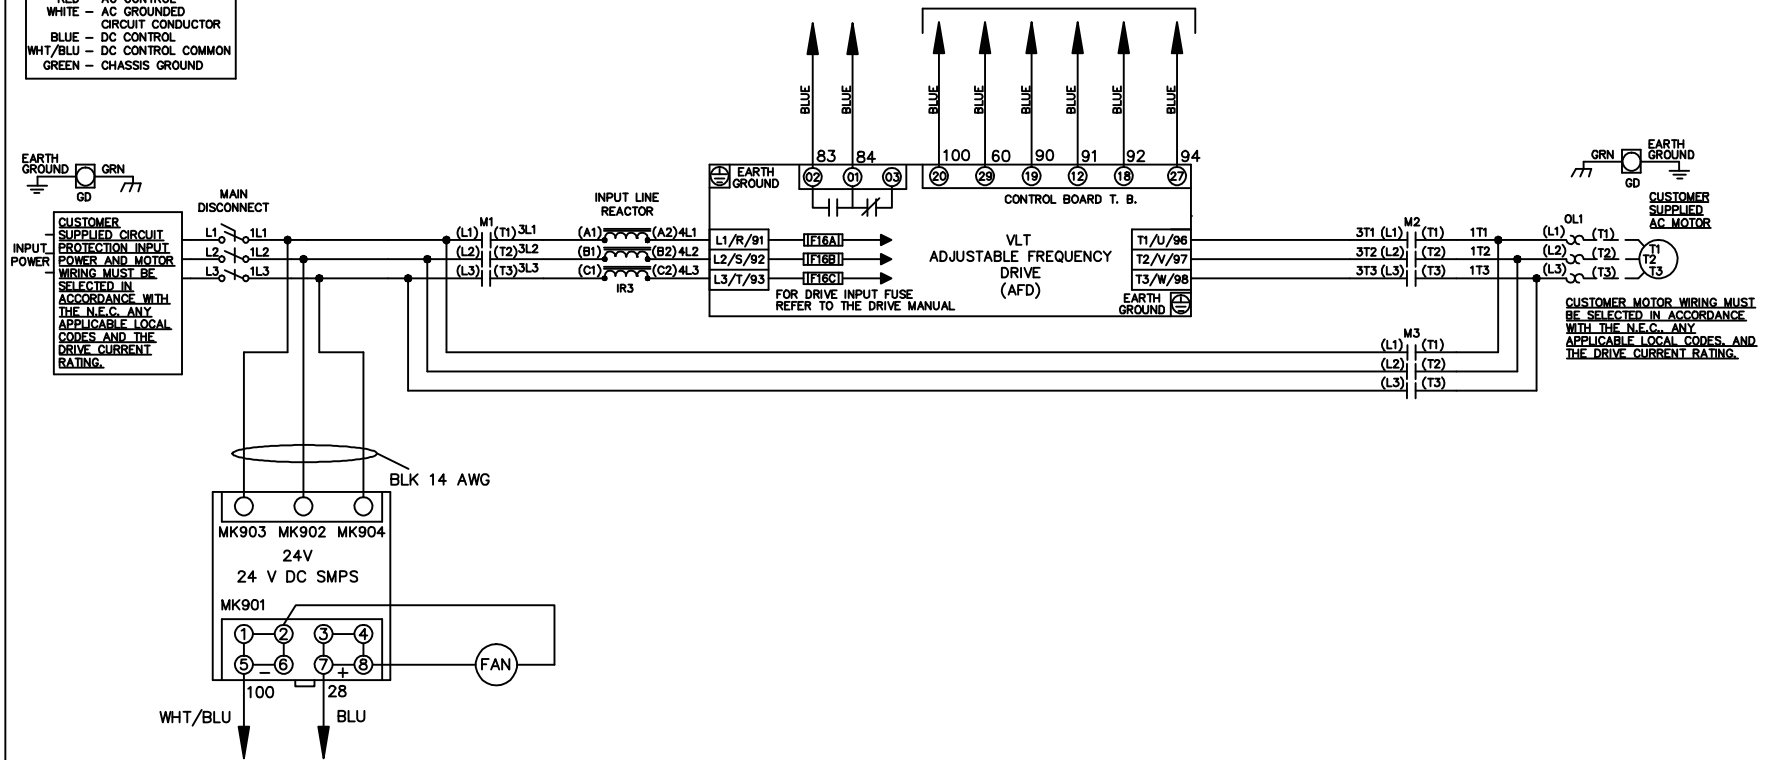 RED – AC CONTROL
WHITE – AC GROUNDED
CIRCUIT CONDUCTOR
BLUE – DC CONTROL
WHT/BLU – DC CONTROL COMMON
GREEN – CHASSIS GROUND
BLUE BLUE BLUE BLUE BLUE BLUE BLUE BLUE
83 84 100 60 90 91 92 94
02 01 03 20 29 19 12 18 27
EARTH
GROUND
CONTROL BOARD T. B.
EARTH
GROUND
GRN
GD
MAIN
DISCONNECT
INPUT LINE
REACTOR
INPUT
POWER
CUSTOMER
SUPPLIED CIRCUIT
PROTECTION INPUT
POWER AND MOTOR
WIRING MUST BE
SELECTED IN
ACCORDANCE WITH
THE N.E.C. ANY
APPLICABLE LOCAL
CODES AND THE
DRIVE CURRENT
RATING.
M1
L1 1L1 (L1) (T1) 3L1 (A1) (A2) 4L1 L1/R/91 F16A
L2 1L2 (L2) (T2) 3L2 (B1) (B2) 4L2 L2/S/92 F16B
L3 1L3 (L3) (T3) 3L3 (C1) (C2) 4L3 L3/T/93 F16C
IR3
FOR DRIVE INPUT FUSE
REFER TO THE DRIVE MANUAL
VLT
ADJUSTABLE FREQUENCY
DRIVE
(AFD)
EARTH
GROUND
M2 OL1
T1/U/96 3T1 (L1) (T1) 1T1 (L1) (T1) T1
T2/V/97 3T2 (L2) (T2) 1T2 (L2) (T2) T2
T3/W/98 3T3 (L3) (T3) 1T3 (L3) (T3) T3
GRN
EARTH
GROUND
GD
CUSTOMER
SUPPLIED
AC MOTOR
CUSTOMER MOTOR WIRING MUST
BE SELECTED IN ACCORDANCE
WITH THE N.E.C., ANY
APPLICABLE LOCAL CODES, AND
THE DRIVE CURRENT RATING.
M3
(L1) (T1)
(L2) (T2)
(L3) (T3)
BLK 14 AWG
MK903 MK902 MK904
24V
24 V DC SMPS
MK901
1 2 3 4
5 6 7 8
– +
FAN
100 28
WHT/BLU BLU